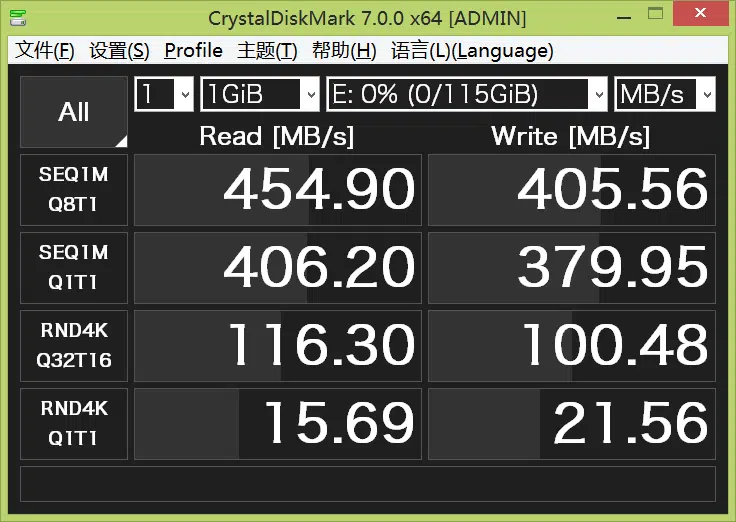 CrystalDiskMark 7.0.0 x64 [ADMIN]
文件(F) 设置(S) Profile 主题(T) 帮助(H) 语言(L)(Language)
All 1 1GiB E: 0% (0/115GiB) MB/s
Read [MB/s] Write [MB/s]
SEQ1M
Q8T1
454.90 405.56
SEQ1M
Q1T1
406.20 379.95
RND4K
Q32T16
116.30 100.48
RND4K
Q1T1
15.69 21.56